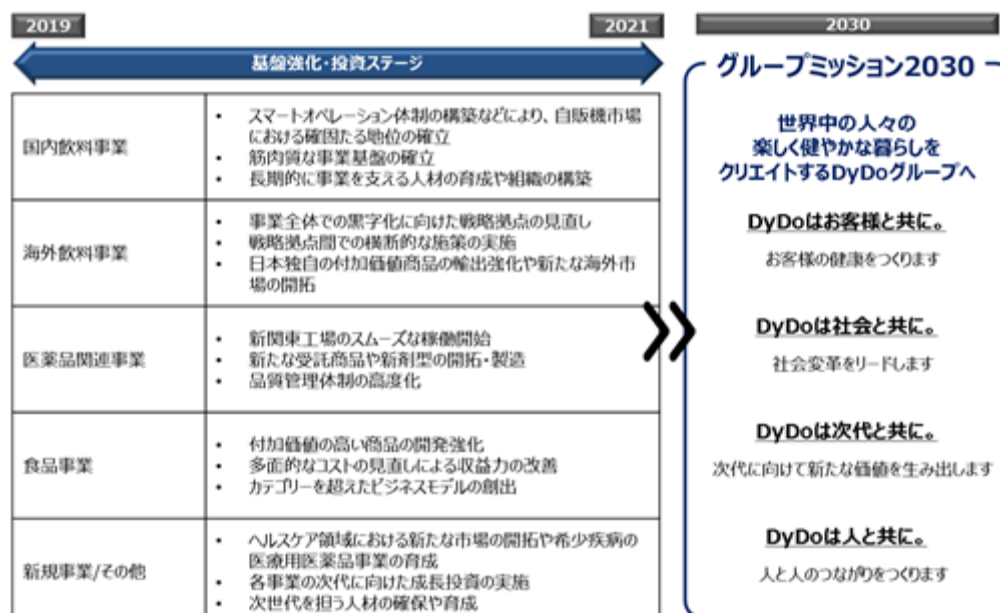 2019
2021
基盤強化・投資ステージ
国内飲料事業
• スマートオペレーション体制の構築などにより、自販機市場
における確固たる地位の確立
• 筋肉質な事業基盤の確立
• 長期的に事業を支える人材の育成や組織の構築
海外飲料事業
• 事業全体での黒字化に向けた戦略拠点の見直し
• 戦略拠点間での横断的な施策の実施
• 日本独自の付加価値商品の輸出強化や新たな海外市
場の開拓
医薬品関連事業
• 新関東工場のスムーズな稼働開始
• 新たな受託商品や新剤型の開拓・製造
• 品質管理体制の高度化
食品事業
• 付加価値の高い商品の開発強化
• 多面的なコストの見直しによる収益力の改善
• カテゴリーを超えたビジネスモデルの創出
新規事業/その他
• ヘルスケア領域における新たな市場の開拓や希少疾病の
医療用医薬品事業の育成
• 各事業の次代に向けた成長投資の実施
• 次世代を担う人材の確保や育成
2030
グループミッション2030
世界中の人々の
楽しく健やかな暮らしを
クリエイトするDyDoグループへ
DyDoはお客様と共に。
お客様の健康をつくります
DyDoは社会と共に。
社会変革をリードします
DyDoは次代と共に。
次代に向けて新たな価値を生み出します
DyDoは人と共に。
人と人のつながりをつくります